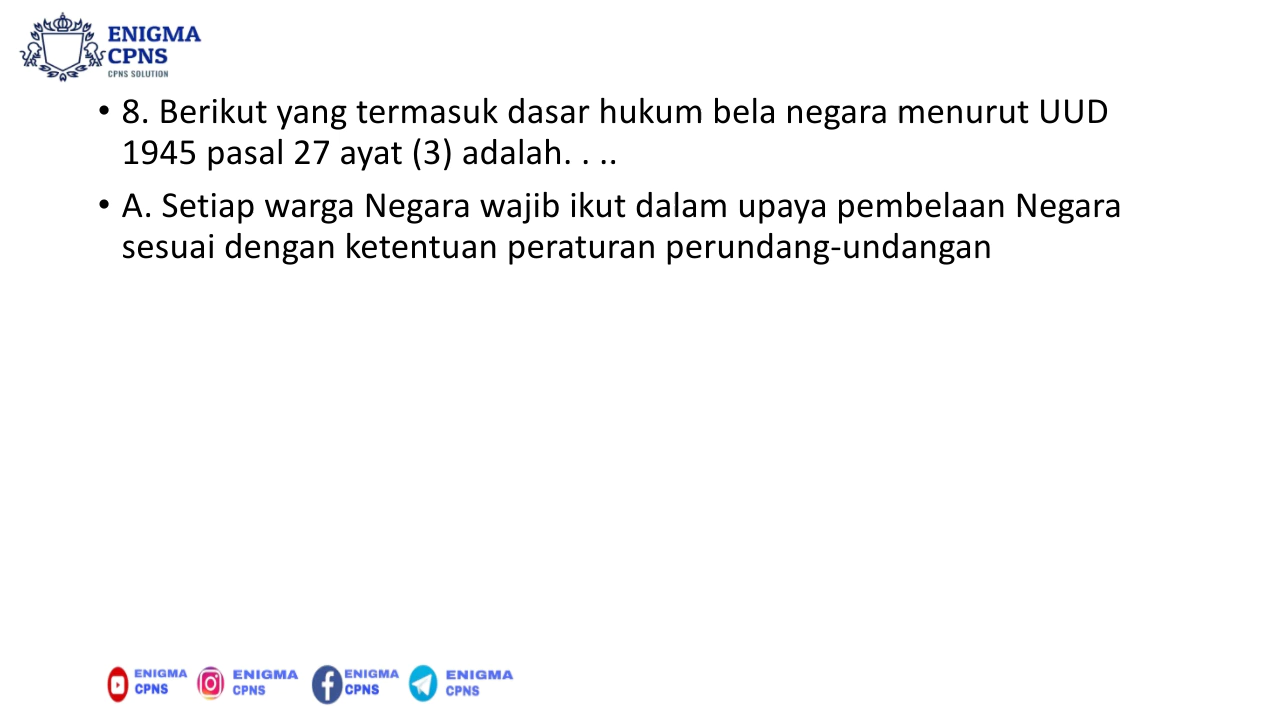 ENIGMA
CPNS
CPNS SOLUTION
• 8. Berikut yang termasuk dasar hukum bela negara menurut UUD
1945 pasal 27 ayat (3) adalah. . ..
• A. Setiap warga Negara wajib ikut dalam upaya pembelaan Negara
sesuai dengan ketentuan peraturan perundang-undangan
ENIGMA CPNS
ENIGMA CPNS
ENIGMA CPNS
ENIGMA CPNS